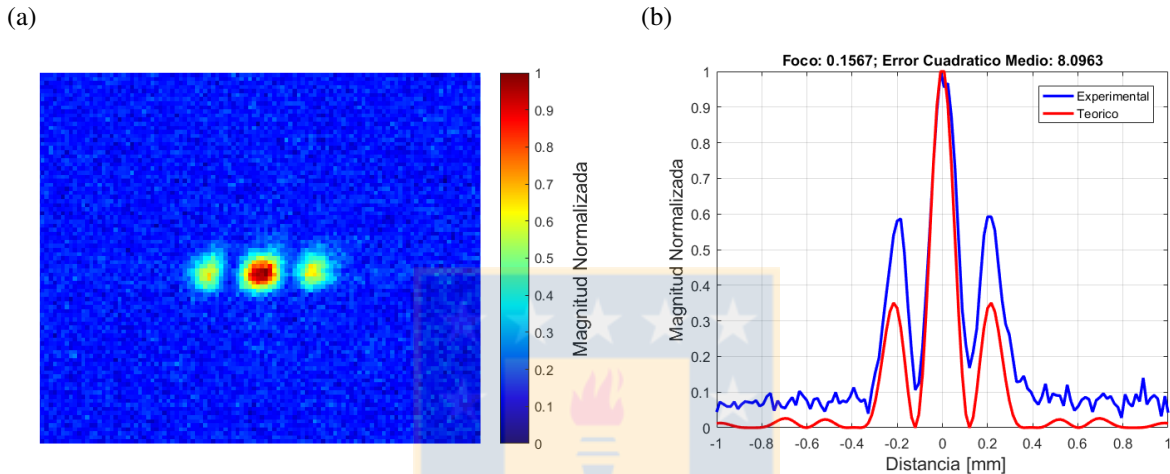 (a)
(b)
1
0.9
0.8
0.7
0.6
0.5
0.4
0.3
0.2
0.1
0
Magnitud Normalizada
Foco: 0.1567; Error Cuadratico Medio: 8.0963
Experimental
Teorico
Magnitud Normalizada
1
0.9
0.8
0.7
0.6
0.5
0.4
0.3
0.2
0.1
0
-1 -0.8 -0.6 -0.4 -0.2 0 0.2 0.4 0.6 0.8 1
Distancia [mm]